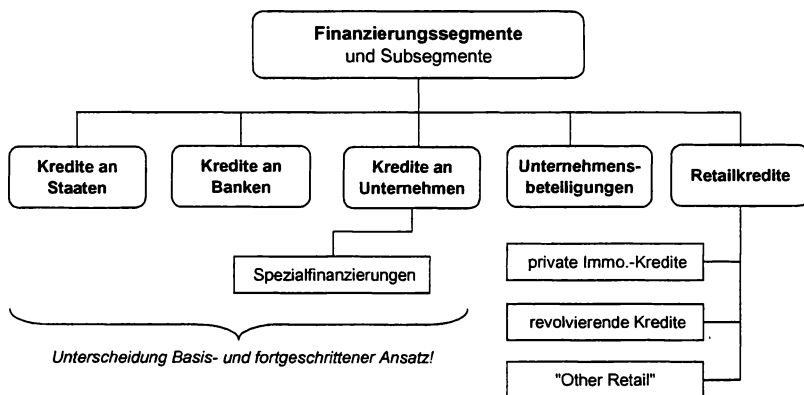 Finanzierungssegmente
und Subsegmente
Kredite an
Staaten
Kredite an
Banken
Kredite an
Unternehmen
Unternehmens-
beteiligungen
Retailkredite
Spezialfinanzierungen
private Immo.-Kredite
revolvierende Kredite
"Other Retail"
Unterscheidung Basis- und fortgeschrittener Ansatz!